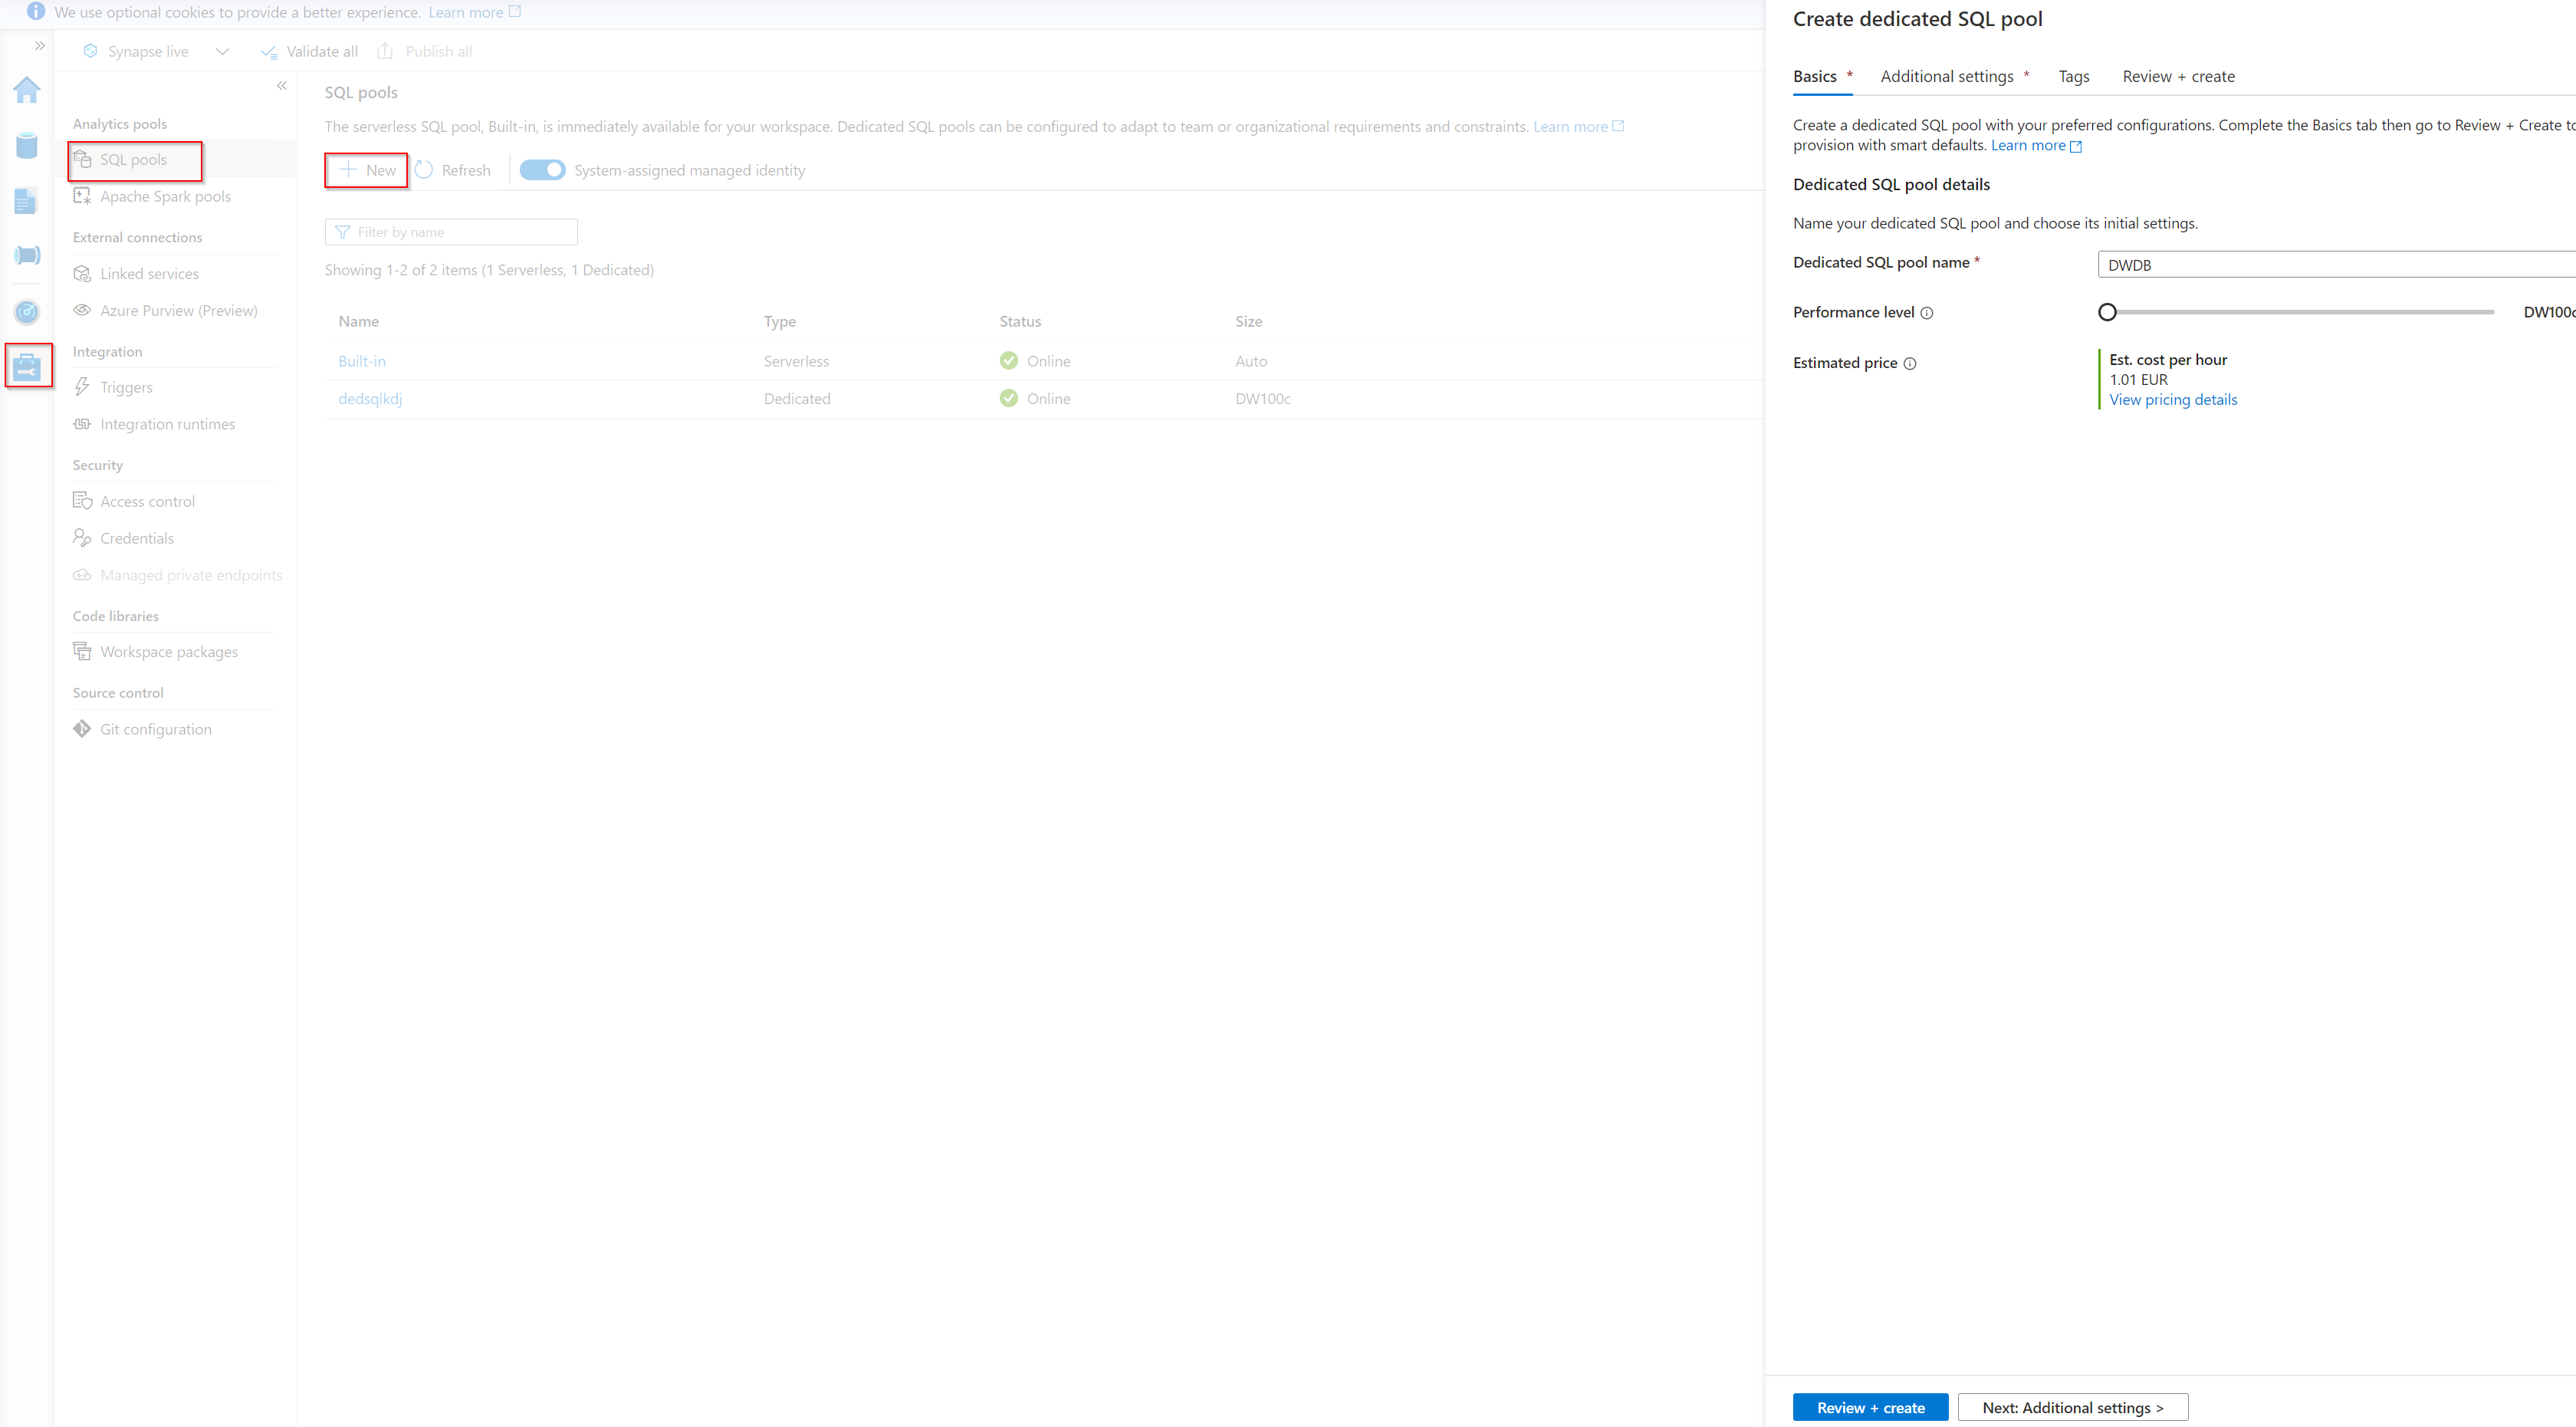 We use optional cookies to provide a better experience. Learn more
Synapse live
Validate all
Publish all
Analytics pools
SQL pools
Apache Spark pools
External connections
Linked services
Azure Purview (Preview)
Integration
Triggers
Integration runtimes
Security
Access control
Credentials
Managed private endpoints
Code libraries
Workspace packages
Source control
Git configuration
SQL pools
The serverless SQL pool, Built-in, is immediately available for your workspace. Dedicated SQL pools can be configured to adapt to team or organizational requirements and constraints. Learn more
New Refresh System-assigned managed identity
Filter by name
Showing 1-2 of 2 items (1 Serverless, 1 Dedicated)
Name Type Status Size
Built-in Serverless Online Auto
dedsqlkdj Dedicated Online DW100c
Create dedicated SQL pool
Basics * Additional settings * Tags Review + create
Create a dedicated SQL pool with your preferred configurations. Complete the Basics tab then go to Review + Create to
provision with smart defaults. Learn more
Dedicated SQL pool details
Name your dedicated SQL pool and choose its initial settings.
Dedicated SQL pool name * DWDB
Performance level DW100c
Estimated price
Est. cost per hour
1.01 EUR
View pricing details
Review + create
Next: Additional settings >